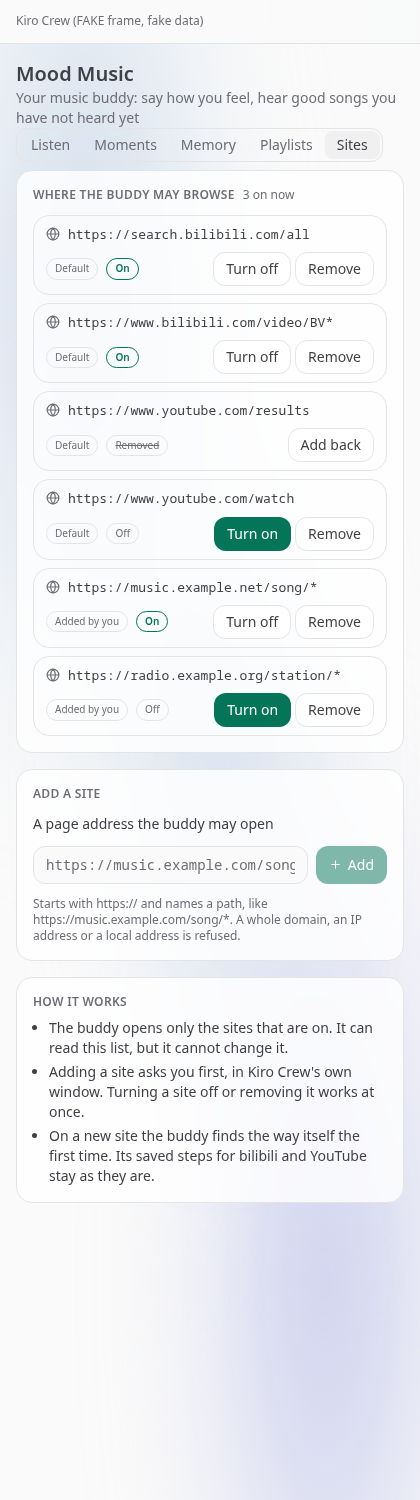 Kiro Crew (FAKE frame, fake data)
Mood Music
Your music buddy: say how you feel, hear good songs you
have not heard yet
Listen Moments Memory Playlists Sites
WHERE THE BUDDY MAY BROWSE 3 on now
https://search.bilibili.com/all
Default On Turn off Remove
https://www.bilibili.com/video/BV*
Default On Turn off Remove
https://www.youtube.com/results
Default Removed Add back
https://www.youtube.com/watch
Default Off Turn on Remove
https://music.example.net/song/*
Added by you On Turn off Remove
https://radio.example.org/station/*
Added by you Off Turn on Remove
ADD A SITE
A page address the buddy may open
https://music.example.com/song + Add
Starts with https:// and names a path, like
https://music.example.com/song/*. A whole domain, an IP
address or a local address is refused.
HOW IT WORKS
• The buddy opens only the sites that are on. It can
read this list, but it cannot change it.
• Adding a site asks you first, in Kiro Crew's own
window. Turning a site off or removing it works at
once.
• On a new site the buddy finds the way itself the
first time. Its saved steps for bilibili and YouTube
stay as they are.